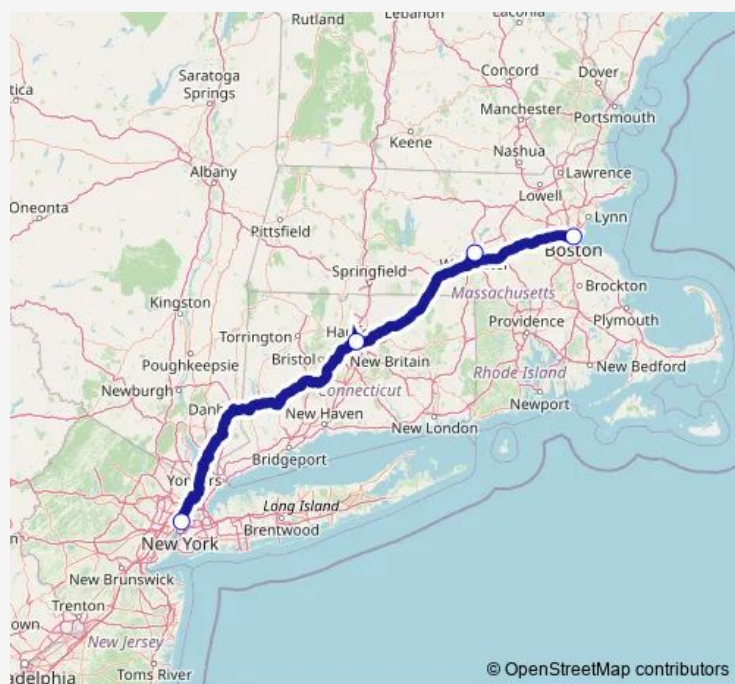 Rutland
Lebanon
Laconia
Saratoga
Springs
Concord
Dover
Manchester
Portsmouth
Keene
Nashua
Albany
Lawrence
Oneonta
Lowell
Pittsfield
Lynn
Boston
Springfield
Massachusetts
Brockton
Kingston
Plymouth
Torrington
Providence
Poughkeepsie
Bristol
New Britain
Newburgh
Connecticut
Rhode Island
New Bedford
New Haven
Newport
New London
Bridgeport
Long Island
New York
Brentwood
New Brunswick
Trenton
New Jersey
Toms River
© OpenStreetMap contributors